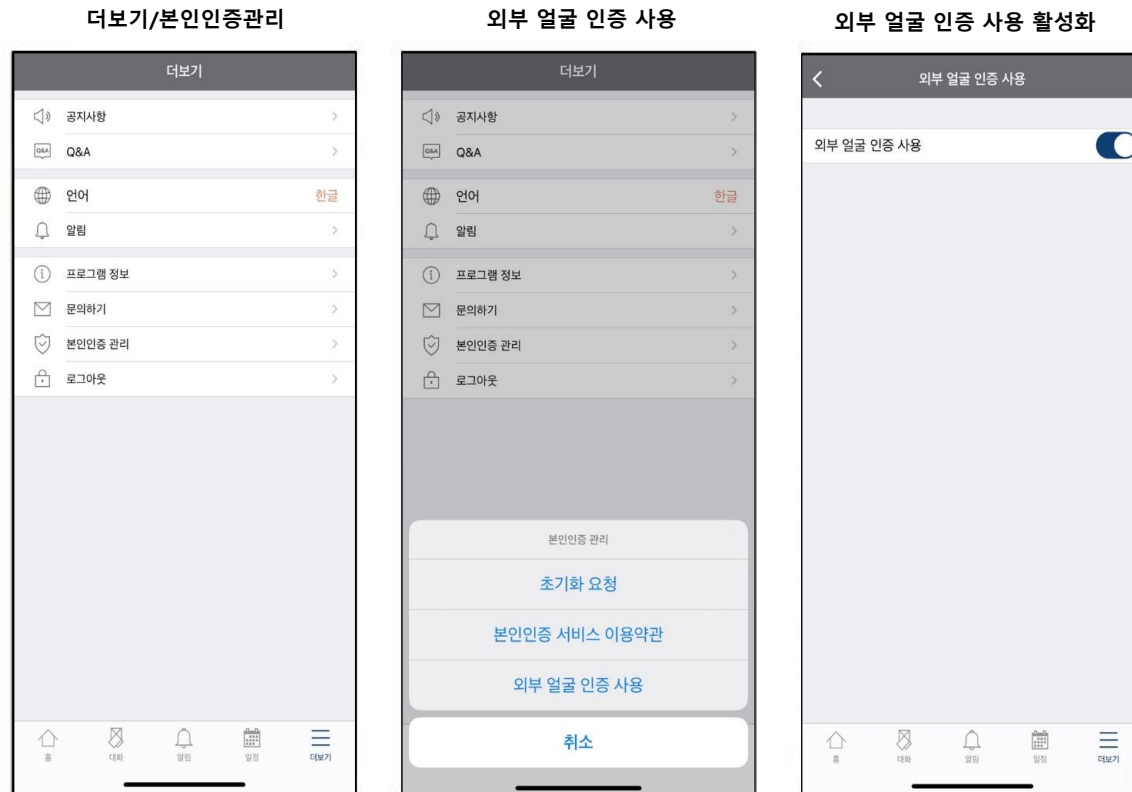 더보기/본인인증관리
더보기
공지사항
Q&A
Q&A
언어 한글
알림
프로그램 정보
문의하기
본인인증 관리
로그아웃
홈 대화 알림 일정 더보기
외부 얼굴 인증 사용
더보기
공지사항
Q&A
Q&A
언어 한글
알림
프로그램 정보
문의하기
본인인증 관리
로그아웃
본인인증 관리
초기화 요청
본인인증 서비스 이용약관
외부 얼굴 인증 사용
취소
외부 얼굴 인증 사용 활성화
외부 얼굴 인증 사용
외부 얼굴 인증 사용
홈 대화 알림 일정 더보기